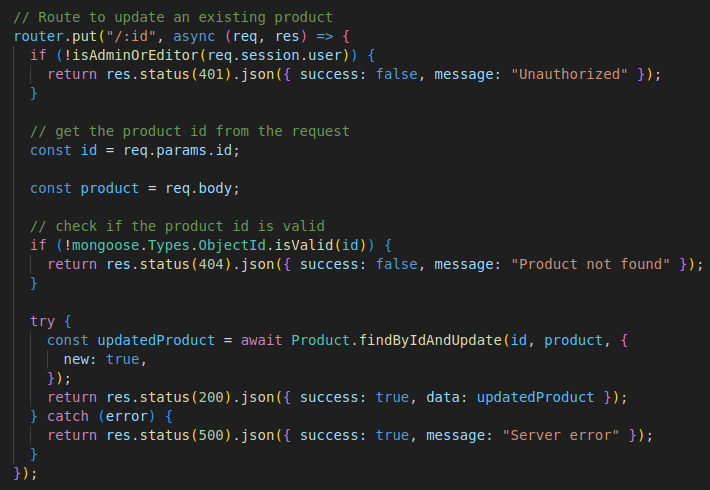 // Route to update an existing product
router.put("/:id", async (req, res) => {
  if (!isAdminOrEditor(req.session.user)) {
    return res.status(401).json({ success: false, message: "Unauthorized" });
  }

  // get the product id from the request
  const id = req.params.id;

  const product = req.body;

  // check if the product id is valid
  if (!mongoose.Types.ObjectId.isValid(id)) {
    return res.status(404).json({ success: false, message: "Product not found" });
  }

  try {
    const updatedProduct = await Product.findByIdAndUpdate(id, product, {
      new: true,
    });
    return res.status(200).json({ success: true, data: updatedProduct });
  } catch (error) {
    return res.status(500).json({ success: true, message: "Server error" });
  }
});